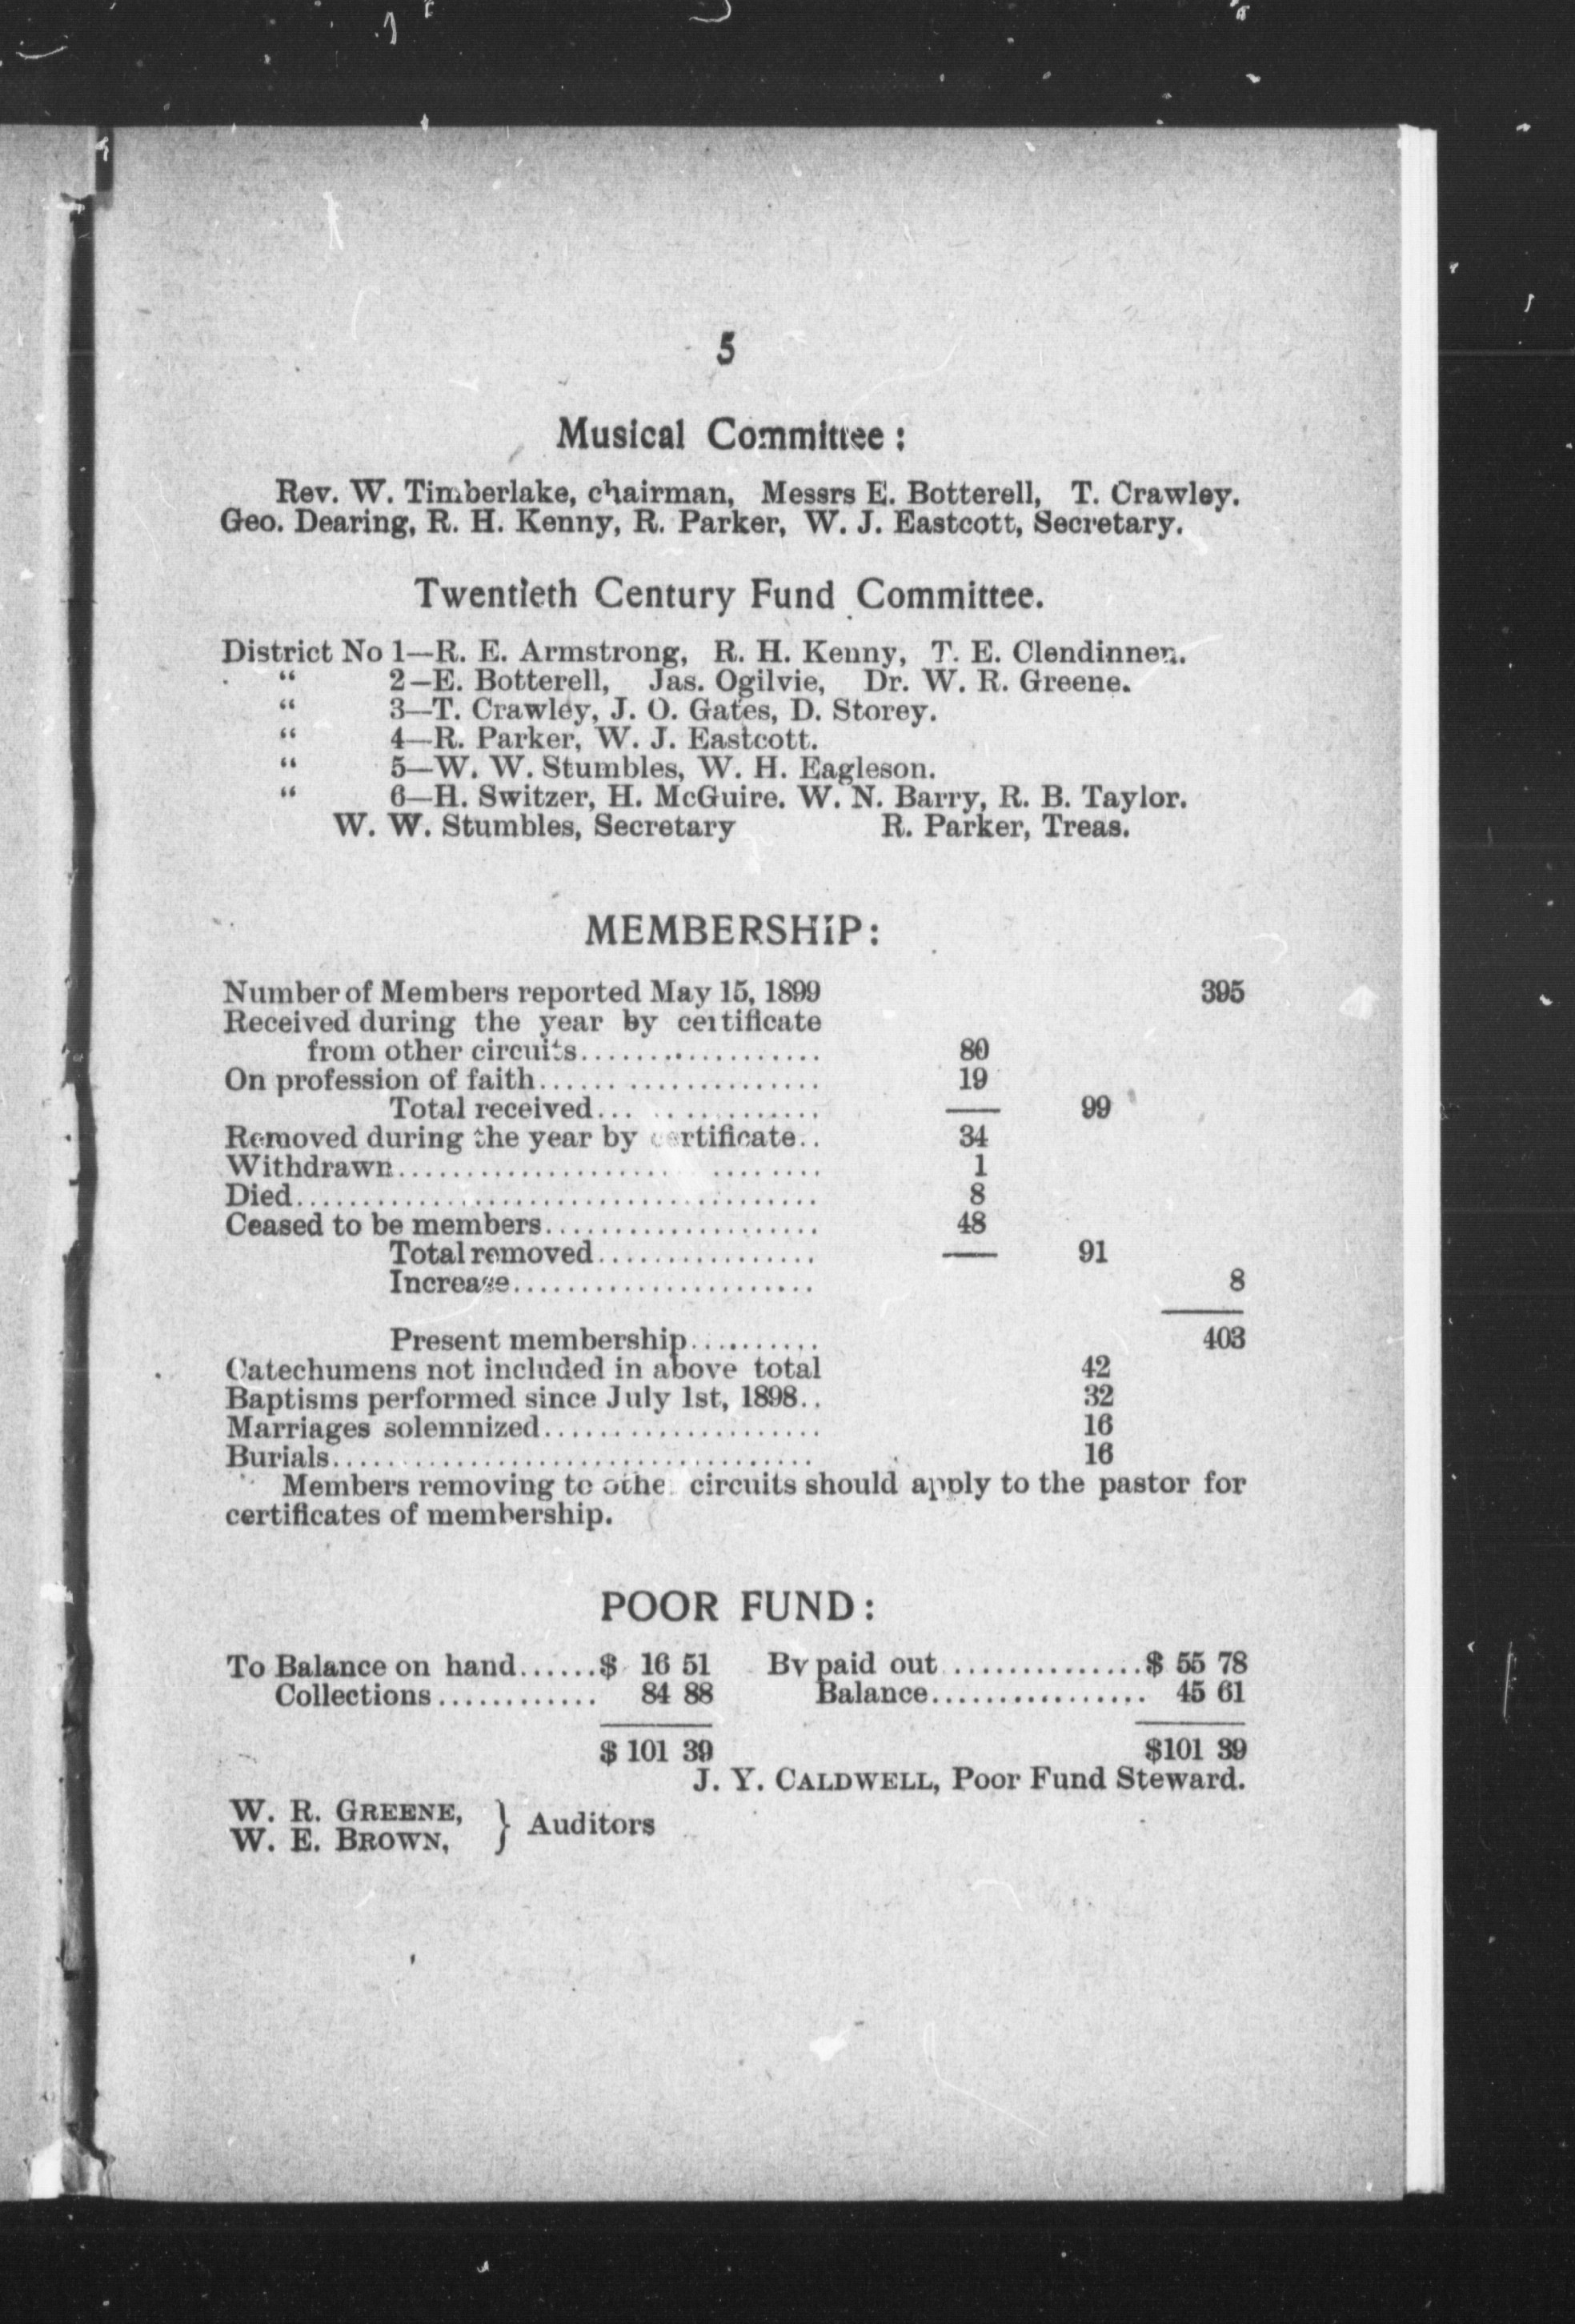 5
Musical Committee :
Rev. W. Timberlake, chairman, Messrs E. Botterell, T. Crawley.
Geo. Dearing, R. H. Kenny, R. Parker, W. J. Eastcott, Secretary.
Twentieth Century Fund Committee.
District No 1—R. E. Armstrong, R. H. Kenny, T. E. Clendinnen.
“ 2—E. Botterell, Jas. Ogilvie, Dr. W. R. Greene.
“ 3—T. Crawley, J. O. Gates, D. Storey.
“ 4—R. Parker, W. J. Eastcott.
“ 5—W. W. Stumbles, W. H. Eagleson.
“ 6—H. Switzer, H. McGuire. W. N. Barry, R. B. Taylor.
W. W. Stumbles, Secretary R. Parker, Treas.
MEMBERSHIP:
Number of Members reported May 15, 1899 395
Received during the year by certificate
from other circuits.................. 80
On profession of faith..................... 19
Total received................ 99
Removed during the year by certificate.. 34
Withdrawn............................... 1
Died....................................... 8
Ceased to be members..................... 48
Total removed................ 91
Increase....................... 8
Present membership.......... 403
Catechumens not included in above total 42
Baptisms performed since July 1st, 1898.. 32
Marriages solemnized..................... 16
Burials.................................... 16
Members removing to other circuits should apply to the pastor for
certificates of membership.
POOR FUND:
To Balance on hand......$ 16 51 By paid out ..............$ 55 78
Collections............ 84 88 Balance................ 45 61
$ 101 39 $101 39
J. Y. CALDWELL, Poor Fund Steward.
W. R. GREENE,
W. E. BROWN, } Auditors